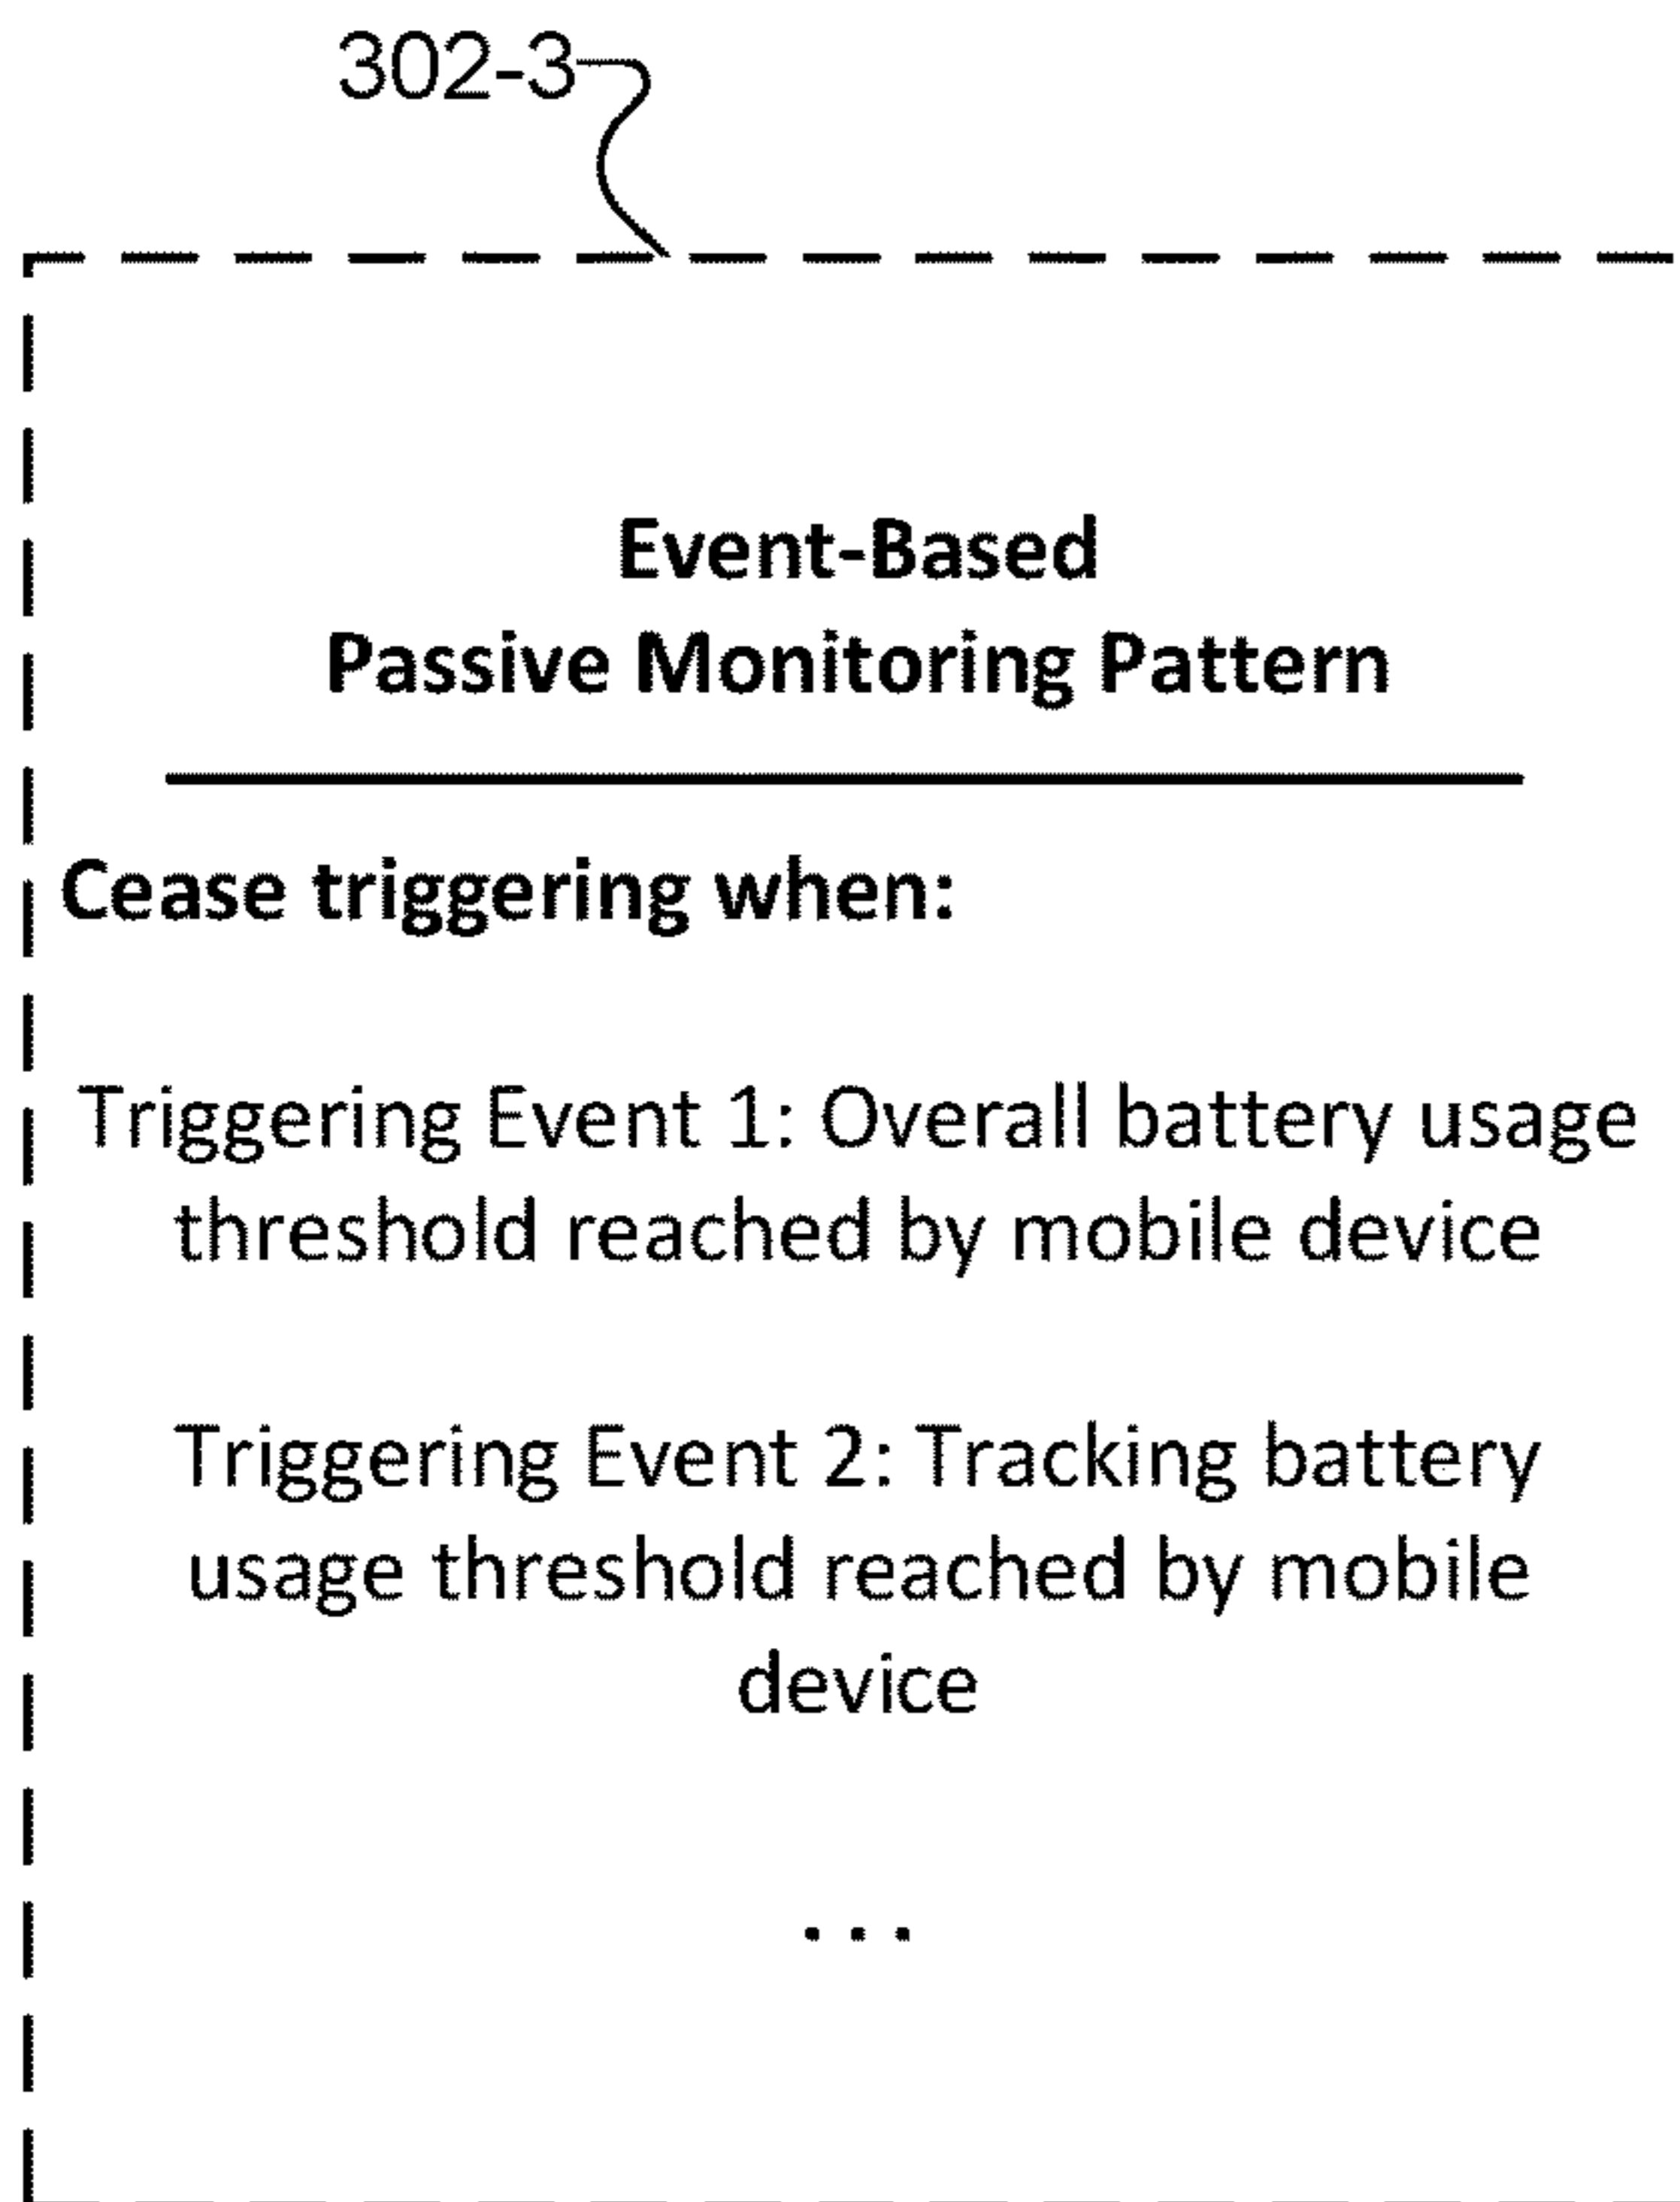 302-3
Event-Based
Passive Monitoring Pattern
Cease triggering when:
Triggering Event 1: Overall battery usage
threshold reached by mobile device
Triggering Event 2: Tracking battery
usage threshold reached by mobile
device
...